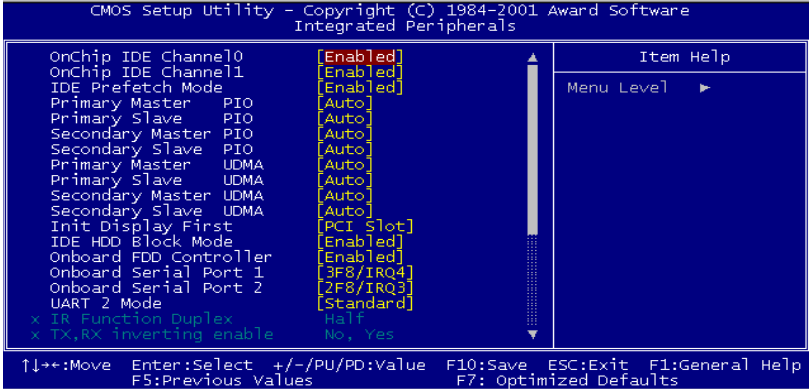 CMOS Setup Utility - Copyright (C) 1984-2001 Award Software
Integrated Peripherals
OnChip IDE Channel0 [Enabled]
OnChip IDE Channel1 [Enabled]
IDE Prefetch Mode [Enabled]
Primary Master PIO [Auto]
Primary Slave PIO [Auto]
Secondary Master PIO [Auto]
Secondary Slave PIO [Auto]
Primary Master UDMA [Auto]
Primary Slave UDMA [Auto]
Secondary Master UDMA [Auto]
Secondary Slave UDMA [Auto]
Init Display First [PCI Slot]
IDE HDD Block Mode [Enabled]
Onboard FDD Controller [Enabled]
Onboard Serial Port 1 [3F8/IRQ4]
Onboard Serial Port 2 [2F8/IRQ3]
UART 2 Mode [Standard]
x IR Function Duplex Half
x TX,RX inverting enable No, Yes
Item Help
Menu Level ►
↑↓→←:Move Enter:Select +/-/PU/PD:Value F10:Save ESC:Exit F1:General Help
F5:Previous Values F7: Optimized Defaults